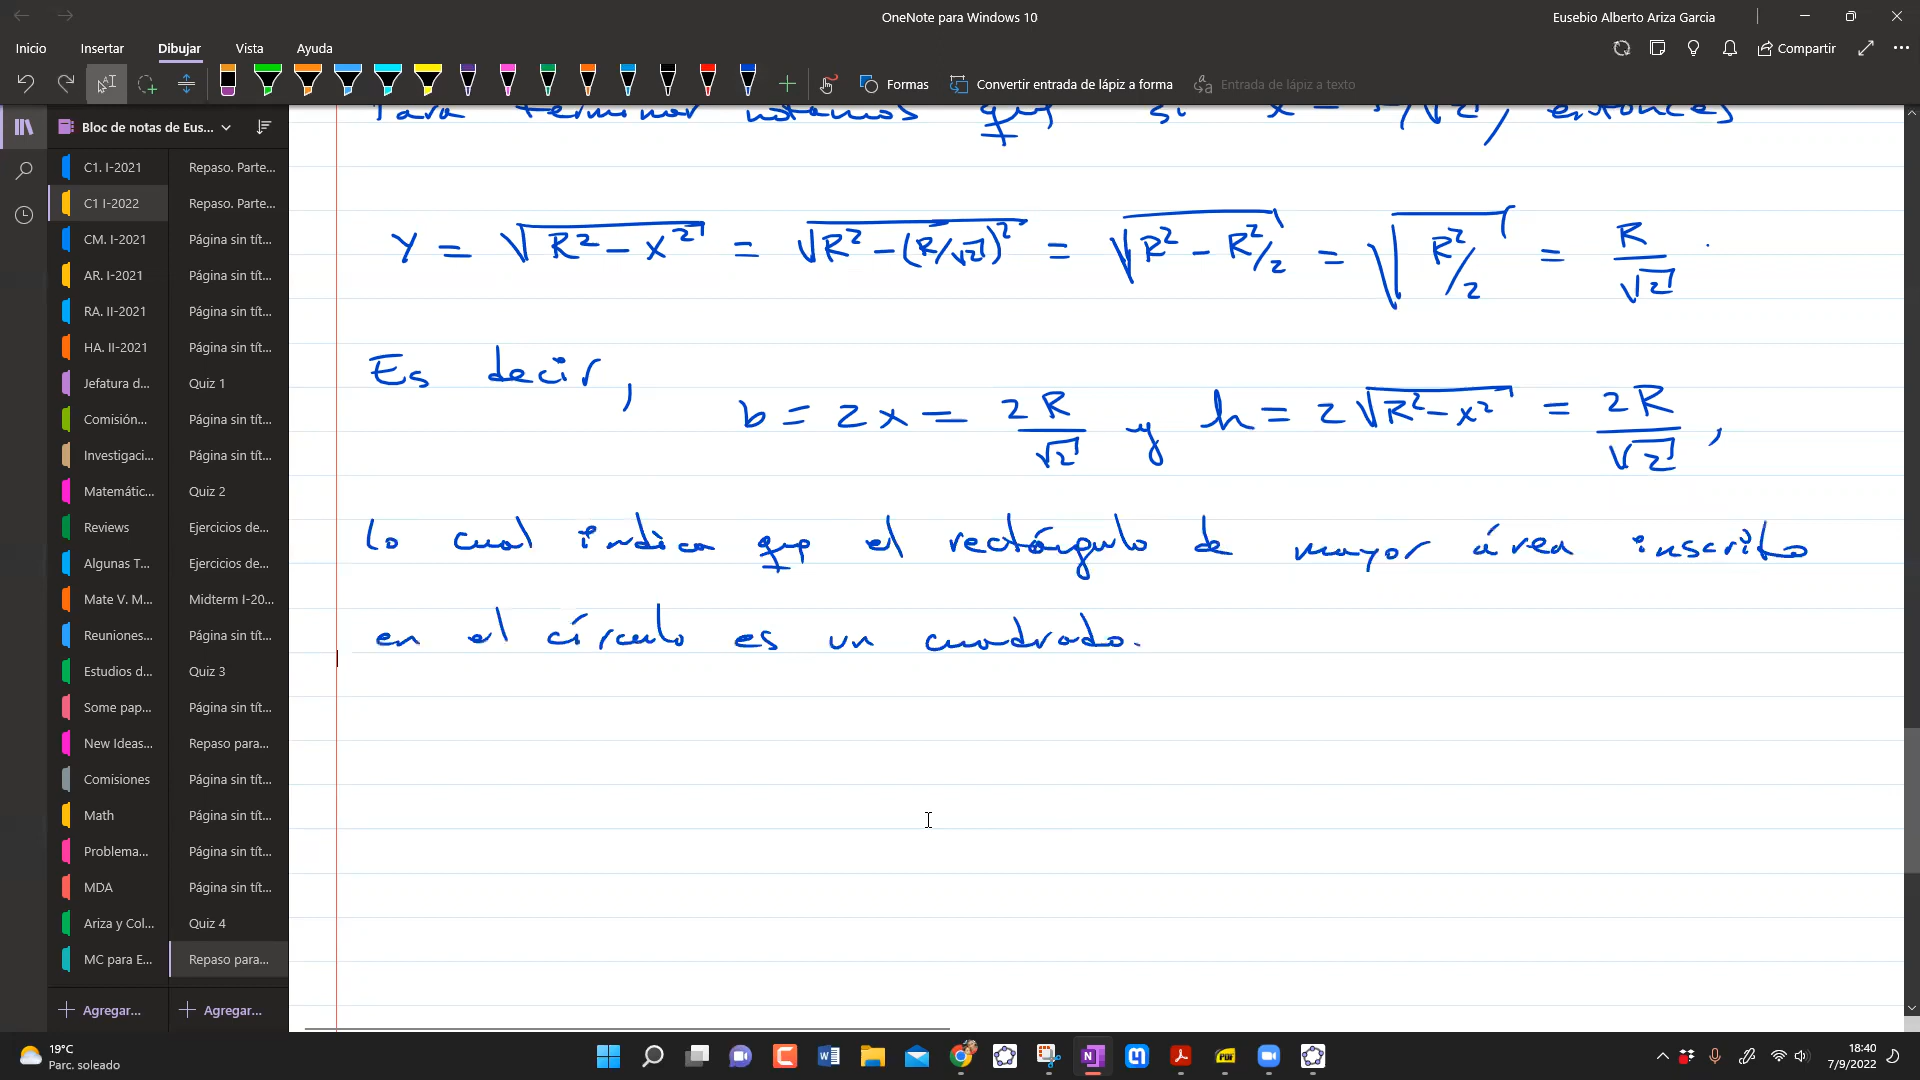 OneNote para Windows 10
Eusebio Alberto Ariza Garcia
Inicio Insertar Dibujar Vista Ayuda
Compartir
Formas
Convertir entrada de lápiz a forma
Entrada de lápiz a texto
Bloc de notas de Eus...
C1. I-2021
C1 I-2022
CM. I-2021
AR. I-2021
RA. II-2021
HA. II-2021
Jefatura d...
Comisión...
Investigaci...
Matemátic...
Reviews
Algunas T...
Mate V. M...
Reuniones...
Estudios d...
Some pap...
New Ideas...
Comisiones
Math
Problema...
MDA
Ariza y Col...
MC para E...
Agregar...
Repaso. Parte...
Repaso. Parte...
Página sin tít...
Página sin tít...
Página sin tít...
Página sin tít...
Quiz 1
Página sin tít...
Página sin tít...
Quiz 2
Ejercicios de...
Ejercicios de...
Midterm I-20...
Página sin tít...
Quiz 3
Página sin tít...
Repaso para...
Página sin tít...
Página sin tít...
Página sin tít...
Página sin tít...
Quiz 4
Repaso para...
Agregar...
Para terminar notamos que si x = R/√2, entonces
y = √(R² - x²) = √(R² - (R/√2)²) = √(R² - R²/2) = √(R²/2) = R/√2.
Es decir,
b = 2x = 2R/√2 y h = 2√(R² - x²) = 2R/√2,
lo cual indica que el rectángulo de mayor área inscrito
en el círculo es un cuadrado.
19°C
Parc. soleado
18:40
7/9/2022